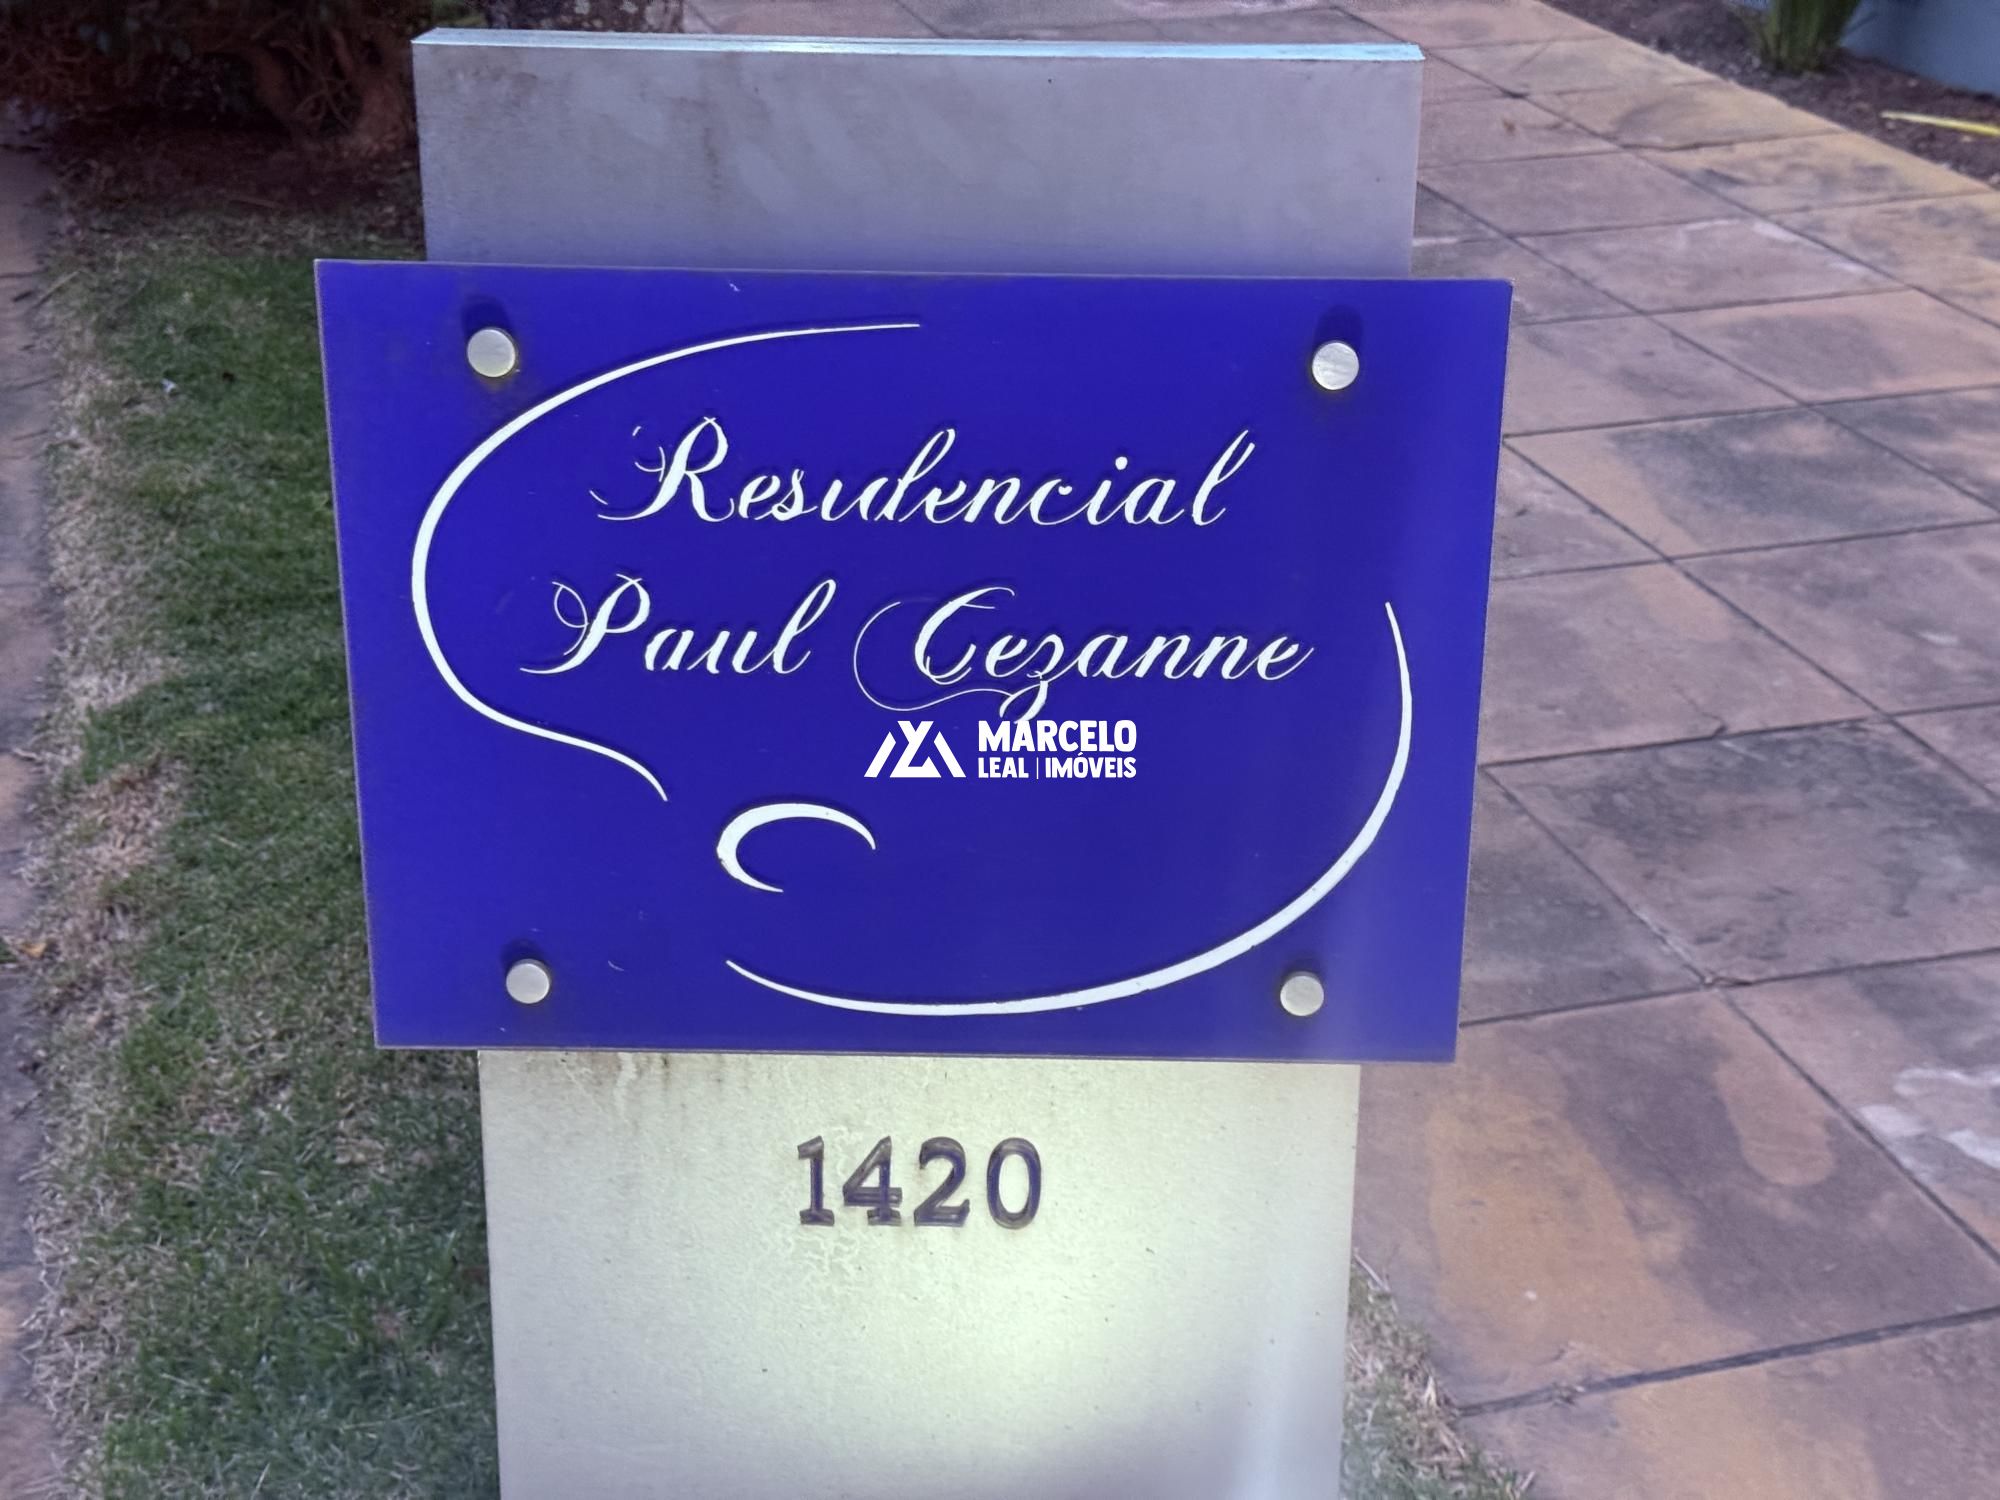 Residencial
Paul Cezanne
MARCELO
LEAL | IMÓVEIS
1420